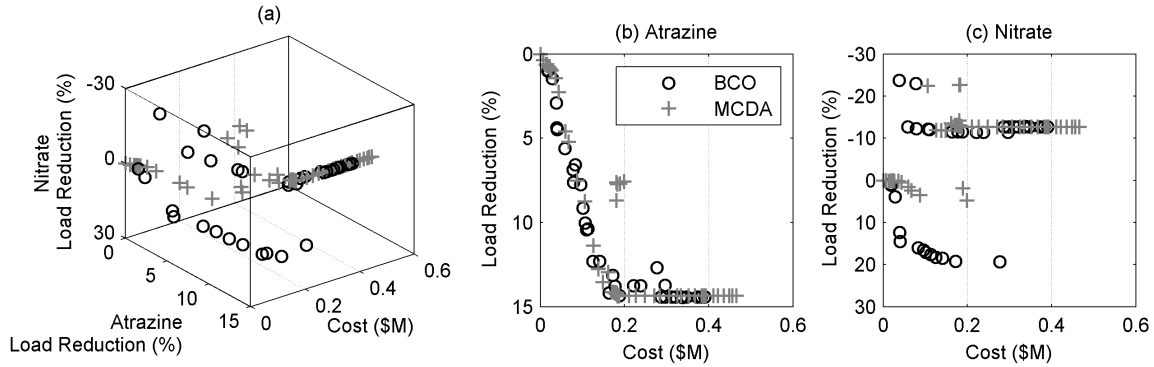 (a)
-30
0
30
Nitrate
Load Reduction (%)
0
5
10
15
Atrazine
Load Reduction (%)
0
0.2
0.4
0.6
Cost ($M)
(b) Atrazine
0
5
10
15
Load Reduction (%)
BCO
MCDA
0 0.2 0.4 0.6
Cost ($M)
(c) Nitrate
-30
-20
-10
0
10
20
30
Load Reduction (%)
0 0.2 0.4 0.6
Cost ($M)